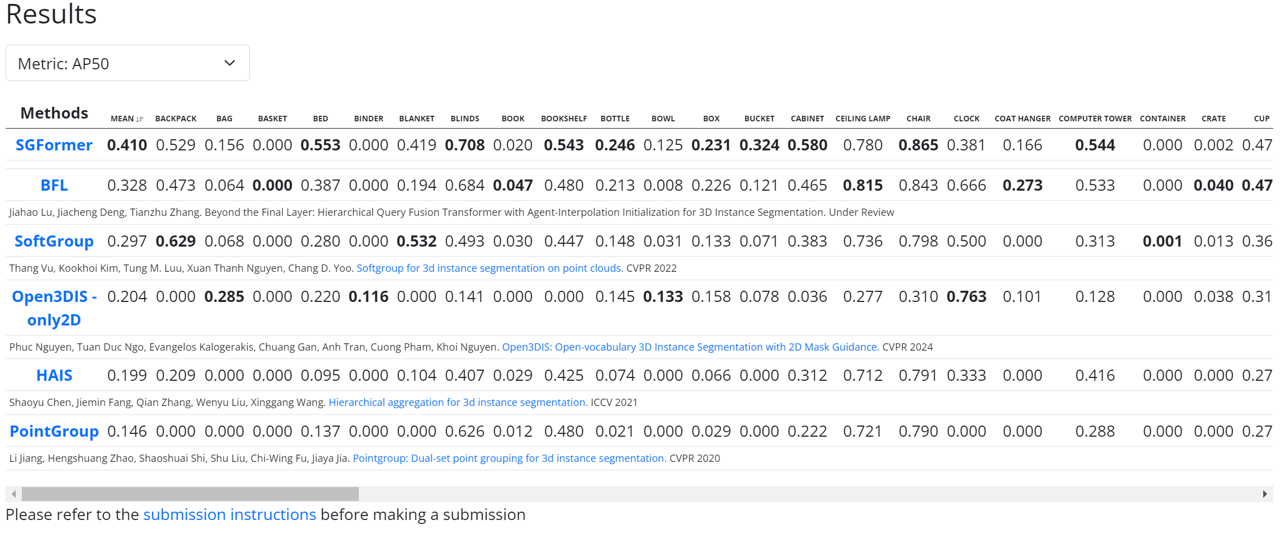 Results
Metric: AP50
Methods MEAN BACKPACK BAG BASKET BED BINDER BLANKET BLINDS BOOK BOOKSHELF BOTTLE BOWL BOX BUCKET CABINET CEILING LAMP CHAIR CLOCK COAT HANGER COMPUTER TOWER CONTAINER CRATE CUP
SGFormer 0.410 0.529 0.156 0.000 0.553 0.000 0.419 0.708 0.020 0.543 0.246 0.125 0.231 0.324 0.580 0.780 0.865 0.381 0.166 0.544 0.000 0.002 0.47
BFL 0.328 0.473 0.064 0.000 0.387 0.000 0.194 0.684 0.047 0.480 0.213 0.008 0.226 0.121 0.465 0.815 0.843 0.666 0.273 0.533 0.000 0.040 0.47
Jiahao Lu, Jiacheng Deng, Tianzhu Zhang. Beyond the Final Layer: Hierarchical Query Fusion Transformer with Agent-Interpolation Initialization for 3D Instance Segmentation. Under Review
SoftGroup 0.297 0.629 0.068 0.000 0.280 0.000 0.532 0.493 0.030 0.447 0.148 0.031 0.133 0.071 0.383 0.736 0.798 0.500 0.000 0.313 0.001 0.013 0.36
Thang Vu, Kookhoi Kim, Tung M. Luu, Xuan Thanh Nguyen, Chang D. Yoo. Softgroup for 3d instance segmentation on point clouds. CVPR 2022
Open3DIS - 0.204 0.000 0.285 0.000 0.220 0.116 0.000 0.141 0.000 0.000 0.145 0.133 0.158 0.078 0.036 0.277 0.310 0.763 0.101 0.128 0.000 0.038 0.31
only2D
Phuc Nguyen, Tuan Duc Ngo, Evangelos Kalogerakis, Chuang Gan, Anh Tran, Cuong Pham, Khoi Nguyen. Open3DIS: Open-vocabulary 3D Instance Segmentation with 2D Mask Guidance. CVPR 2024
HAIS 0.199 0.209 0.000 0.000 0.095 0.000 0.104 0.407 0.029 0.425 0.074 0.000 0.066 0.000 0.312 0.712 0.791 0.333 0.000 0.416 0.000 0.000 0.27
Shaoyu Chen, Jiemin Fang, Qian Zhang, Wenyu Liu, Xinggang Wang. Hierarchical aggregation for 3d instance segmentation. ICCV 2021
PointGroup 0.146 0.000 0.000 0.000 0.137 0.000 0.000 0.626 0.012 0.480 0.021 0.000 0.029 0.000 0.222 0.721 0.790 0.000 0.000 0.288 0.000 0.000 0.27
Li Jiang, Hengshuang Zhao, Shaoshuai Shi, Shu Liu, Chi-Wing Fu, Jiaya Jia. Pointgroup: Dual-set point grouping for 3d instance segmentation. CVPR 2020
Please refer to the submission instructions before making a submission